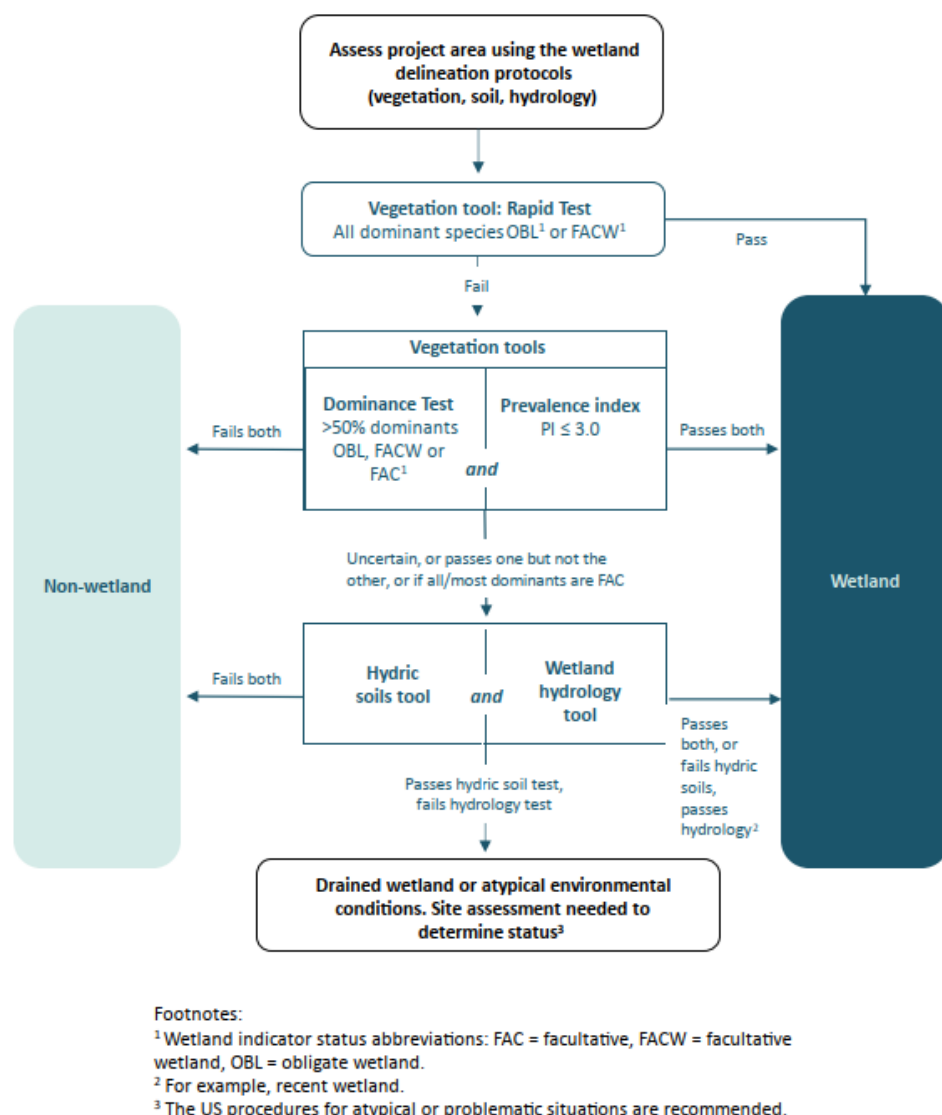 Assess project area using the wetland
delineation protocols
(vegetation, soil, hydrology)
Vegetation tool: Rapid Test
All dominant species OBL¹ or FACW¹
Pass
Fail
Vegetation tools
Dominance Test
>50% dominants
OBL, FACW or
FAC¹
and
Prevalence index
PI ≤ 3.0
Fails both
Passes both
Non-wetland
Wetland
Uncertain, or passes one but not the
other, or if all/most dominants are FAC
Hydric
soils tool
and
Wetland
hydrology
tool
Fails both
Passes
both, or
fails hydric
soils,
passes
hydrology²
Passes hydric soil test,
fails hydrology test
Drained wetland or atypical environmental
conditions. Site assessment needed to
determine status³
Footnotes:
¹ Wetland indicator status abbreviations: FAC = facultative, FACW = facultative
wetland, OBL = obligate wetland.
² For example, recent wetland.
³ The US procedures for atypical or problematic situations are recommended.